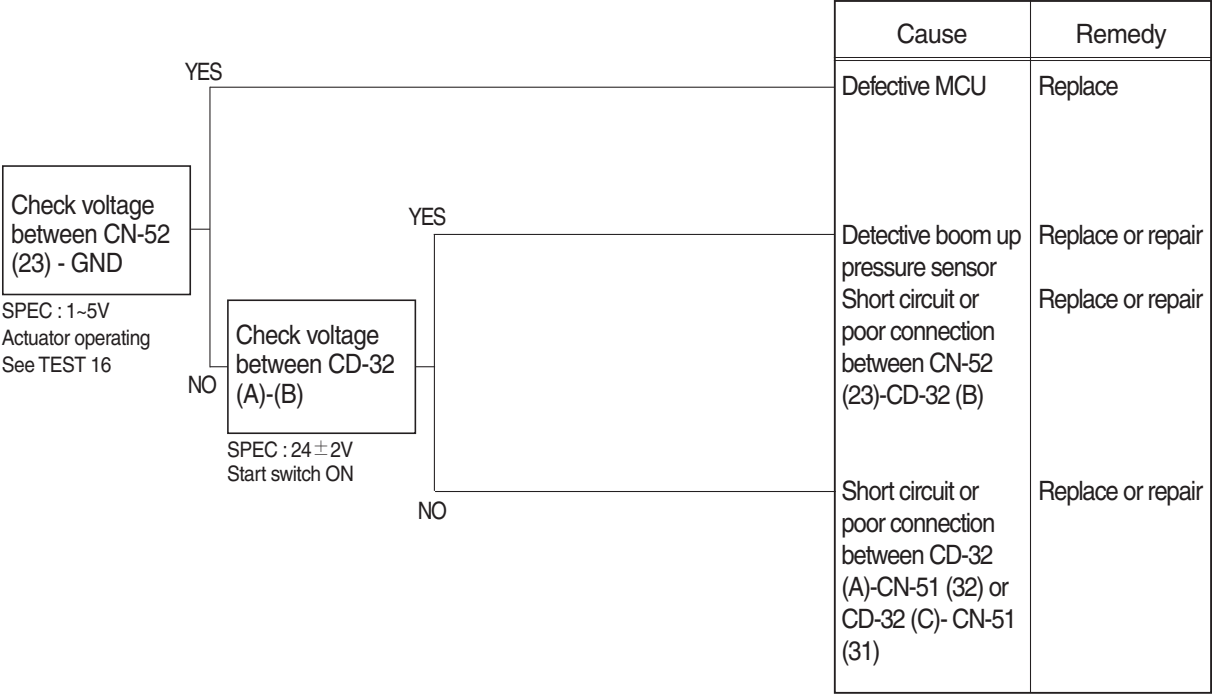 Cause
Remedy
YES
Defective MCU
Replace
Check voltage
between CN-52
(23) - GND
SPEC : 1~5V
Actuator operating
See TEST 16
YES
Detective boom up
pressure sensor
Replace or repair
Short circuit or
poor connection
between CN-52
(23)-CD-32 (B)
Replace or repair
NO
Check voltage
between CD-32
(A)-(B)
SPEC : 24±2V
Start switch ON
NO
Short circuit or
poor connection
between CD-32
(A)-CN-51 (32) or
CD-32 (C)- CN-51
(31)
Replace or repair